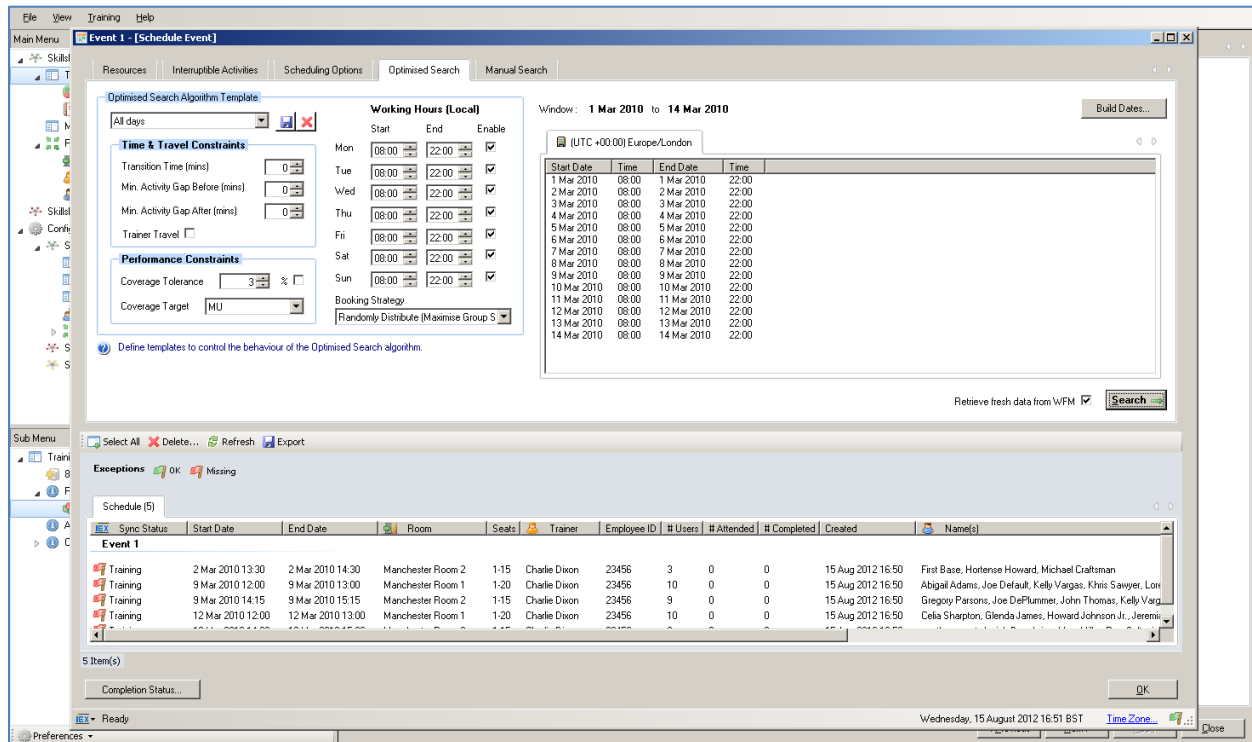 File View Training Help
Main Menu
Event 1 - [Schedule Event]
Resources Interruptible Activities Scheduling Options Optimised Search Manual Search
Optimised Search Algorithm Template
All days
Time & Travel Constraints
Transition Time (mins) 0
Min. Activity Gap Before (mins) 0
Min. Activity Gap After (mins) 0
Trainer Travel
Performance Constraints
Coverage Tolerance 3 %
Coverage Target MU
Working Hours (Local)
Start End Enable
Mon 08:00 22:00
Tue 08:00 22:00
Wed 08:00 22:00
Thu 08:00 22:00
Fri 08:00 22:00
Sat 08:00 22:00
Sun 08:00 22:00
Booking Strategy
Randomly Distribute (Maximise Group S
Define templates to control the behaviour of the Optimised Search algorithm.
Window: 1 Mar 2010 to 14 Mar 2010
Build Dates...
(UTC +00:00) Europe/London
Start Date Time End Date Time
1 Mar 2010 08:00 1 Mar 2010 22:00
2 Mar 2010 08:00 2 Mar 2010 22:00
3 Mar 2010 08:00 3 Mar 2010 22:00
4 Mar 2010 08:00 4 Mar 2010 22:00
5 Mar 2010 08:00 5 Mar 2010 22:00
6 Mar 2010 08:00 6 Mar 2010 22:00
7 Mar 2010 08:00 7 Mar 2010 22:00
8 Mar 2010 08:00 8 Mar 2010 22:00
9 Mar 2010 08:00 9 Mar 2010 22:00
10 Mar 2010 08:00 10 Mar 2010 22:00
11 Mar 2010 08:00 11 Mar 2010 22:00
12 Mar 2010 08:00 12 Mar 2010 22:00
13 Mar 2010 08:00 13 Mar 2010 22:00
14 Mar 2010 08:00 14 Mar 2010 22:00
Retrieve fresh data from WFM Search
Sub Menu
Select All Delete... Refresh Export
Exceptions OK Missing
Schedule (5)
IEX Sync Status Start Date End Date Room Seats Trainer Employee ID # Users # Attended # Completed Created Name(s)
Event 1
Training 2 Mar 2010 13:30 2 Mar 2010 14:30 Manchester Room 2 1-15 Charlie Dixon 23456 3 0 0 15 Aug 2012 16:50 First Base, Hortense Howard, Michael Craftsman
Training 9 Mar 2010 12:00 9 Mar 2010 13:00 Manchester Room 1 1-20 Charlie Dixon 23456 10 0 0 15 Aug 2012 16:50 Abigail Adams, Joe Default, Kelly Vargas, Khris Sawyer, Lore
Training 9 Mar 2010 14:15 9 Mar 2010 15:15 Manchester Room 2 1-15 Charlie Dixon 23456 9 0 0 15 Aug 2012 16:50 Gregory Parsons, Joe DePlummer, John Thomas, Kelly Varg
Training 12 Mar 2010 12:00 12 Mar 2010 13:00 Manchester Room 1 1-20 Charlie Dixon 23456 10 0 0 15 Aug 2012 16:50 Celia Sharpton, Glenda James, Howard Johnson Jr., Jeremia
5 Item(s)
Completion Status... OK
IEX Ready Wednesday, 15 August 2012 16:51 BST Time Zone...
Preferences Close